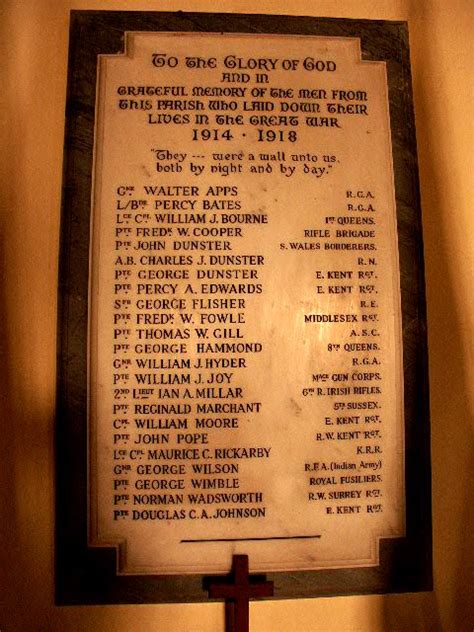 To the Glory of God
and in
grateful memory of the men from
this parish who laid down their
lives in the Great War
1914 · 1918
"They --- were a wall unto us,
both by night and by day."
GNR WALTER APPS R.G.A.
L/BDR PERCY BATES R.G.A.
LCE CPL WILLIAM J. BOURNE 1ST QUEENS.
PTE FREDK W. COOPER RIFLE BRIGADE
PTE JOHN DUNSTER S. WALES BORDERERS.
A.B. CHARLES J. DUNSTER R.N.
PTE GEORGE DUNSTER E. KENT RGT.
PTE PERCY A. EDWARDS E. KENT RGT.
SPR GEORGE FLISHER R.E.
PTE FREDK W. FOWLE MIDDLESEX RGT.
PTE THOMAS W. GILL A.S.C.
PTE GEORGE HAMMOND 8TH QUEENS.
GNR WILLIAM J. HYDER R.G.A.
PTE WILLIAM J. JOY MACE GUN CORPS.
2ND LIEUT IAN A. MILLAR 6TH R. IRISH RIFLES.
PTE REGINALD MARCHANT 5TH SUSSEX.
CPL WILLIAM MOORE E. KENT RGT.
PTE JOHN POPE R.W. KENT RGT.
LCE CPL MAURICE C. RICKARBY K.R.R.
GNR GEORGE WILSON R.F.A. (Indian Army)
PTE GEORGE WIMBLE ROYAL FUSILIERS.
PTE NORMAN WADSWORTH R.W. SURREY RGT.
PTE DOUGLAS C.A. JOHNSON E. KENT RGT.